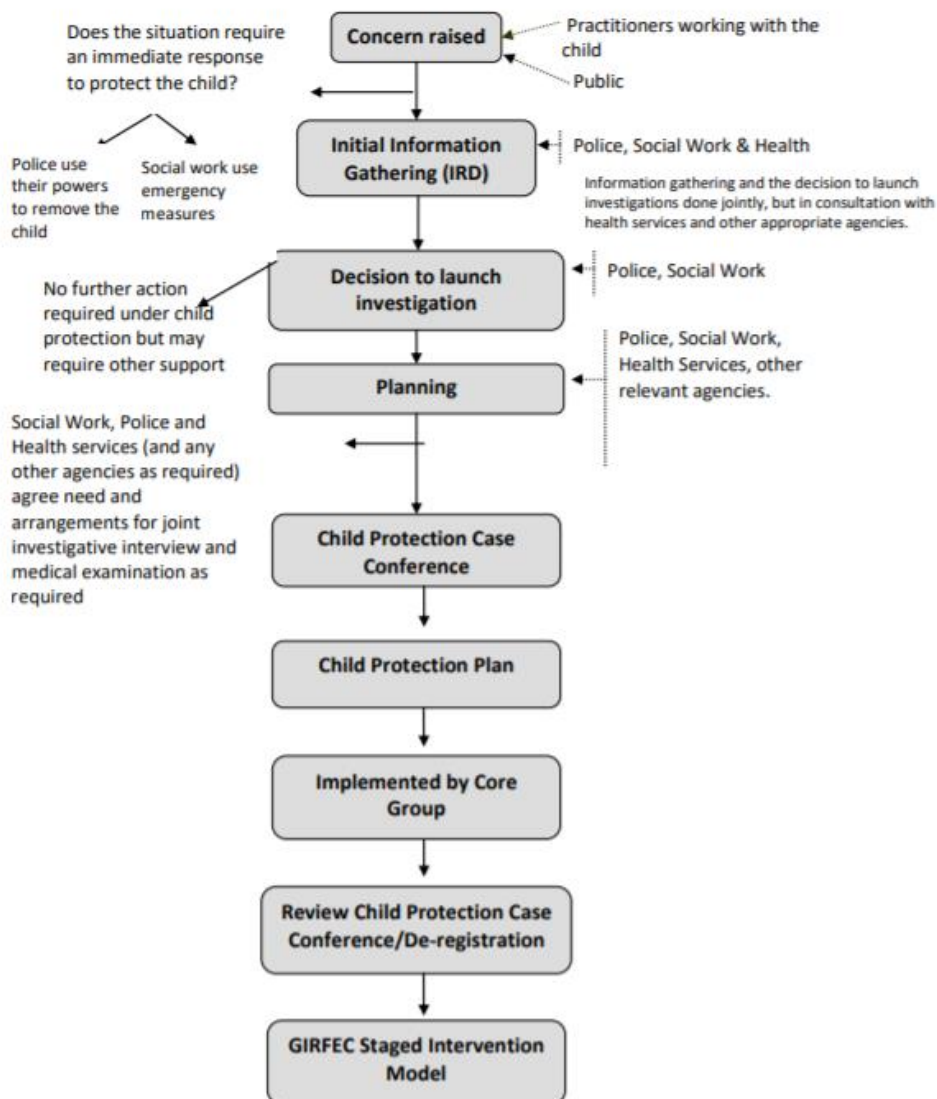 Concern raised
Practitioners working with the
child
Public
Does the situation require
an immediate response
to protect the child?
Police use
their powers
to remove the
child
Social work use
emergency
measures
Initial Information
Gathering (IRD)
Police, Social Work & Health
Information gathering and the decision to launch
investigations done jointly, but in consultation with
health services and other appropriate agencies.
Decision to launch
investigation
Police, Social Work
No further action
required under child
protection but may
require other support
Planning
Police, Social Work,
Health Services, other
relevant agencies.
Social Work, Police and
Health services (and any
other agencies as required)
agree need and
arrangements for joint
investigative interview and
medical examination as
required
Child Protection Case
Conference
Child Protection Plan
Implemented by Core
Group
Review Child Protection Case
Conference/De-registration
GIRFEC Staged Intervention
Model